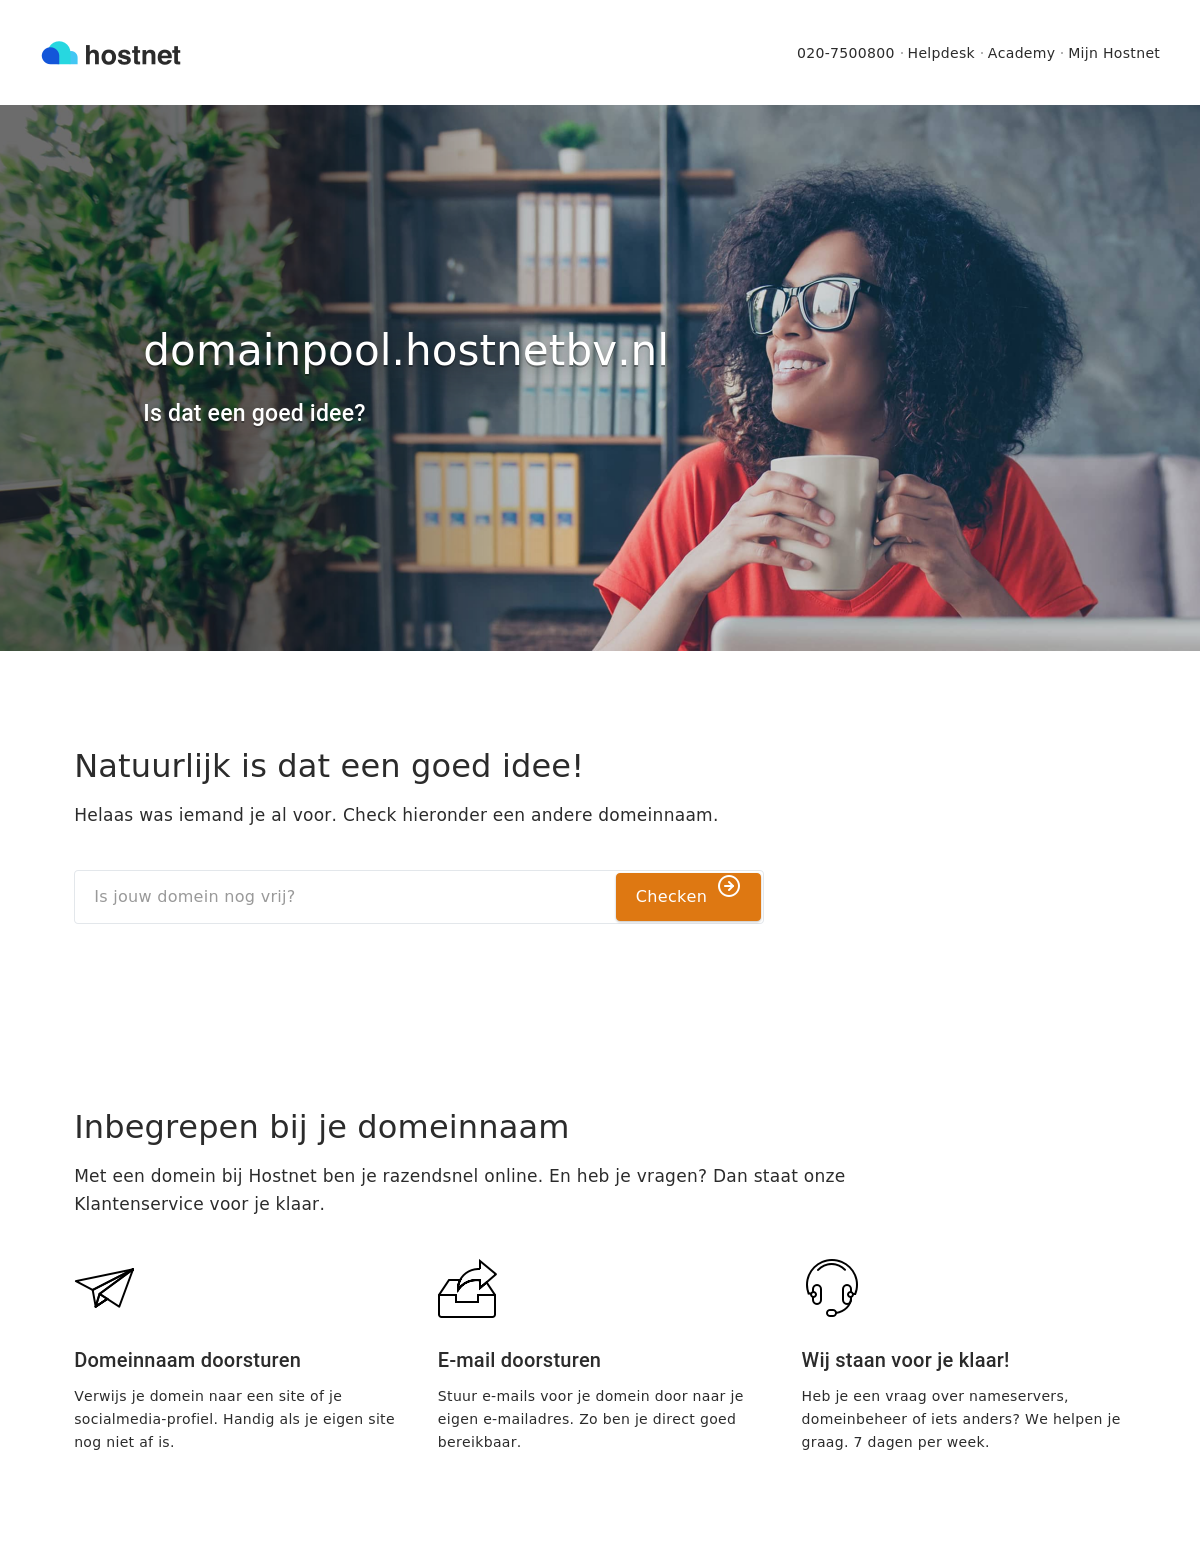 hostnet
020-7500800 · Helpdesk · Academy · Mijn Hostnet
domainpool.hostnetbv.nl
Is dat een goed idee?
Natuurlijk is dat een goed idee!
Helaas was iemand je al voor. Check hieronder een andere domeinnaam.
Is jouw domein nog vrij?
Checken
Inbegrepen bij je domeinnaam
Met een domein bij Hostnet ben je razendsnel online. En heb je vragen? Dan staat onze
Klantenservice voor je klaar.
Domeinnaam doorsturen
Verwijs je domein naar een site of je
socialmedia-profiel. Handig als je eigen site
nog niet af is.
E-mail doorsturen
Stuur e-mails voor je domein door naar je
eigen e-mailadres. Zo ben je direct goed
bereikbaar.
Wij staan voor je klaar!
Heb je een vraag over nameservers,
domeinbeheer of iets anders? We helpen je
graag. 7 dagen per week.